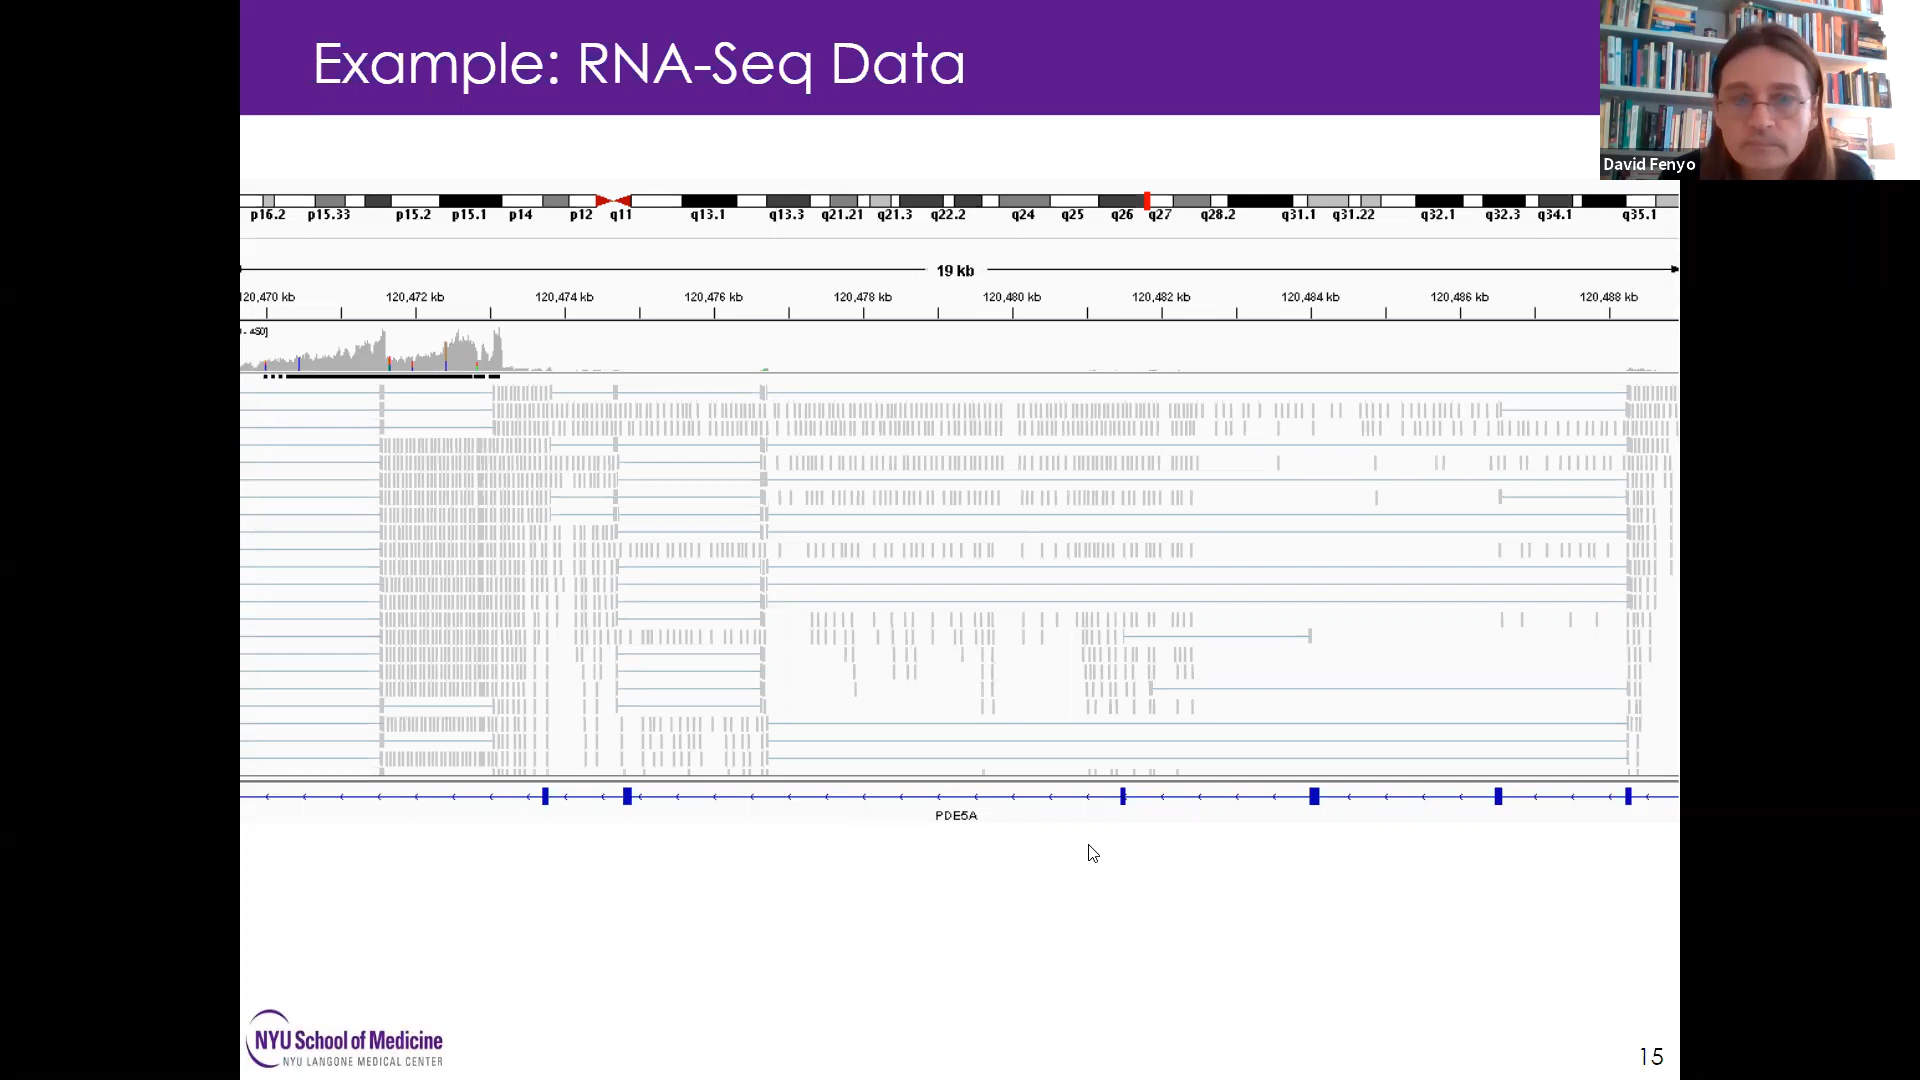 Example: RNA-Seq Data
David Fenyo
p16.2 p15.33 p15.2 p15.1 p14 p12 q11 q13.1 q13.3 q21.21 q21.3 q22.2 q24 q25 q26 q27 q28.2 q31.1 q31.22 q32.1 q32.3 q34.1 q35.1
19 kb
120,470 kb 120,472 kb 120,474 kb 120,476 kb 120,478 kb 120,480 kb 120,482 kb 120,484 kb 120,486 kb 120,488 kb
- 450]
PDE5A
NYU School of Medicine
NYU LANGONE MEDICAL CENTER
15